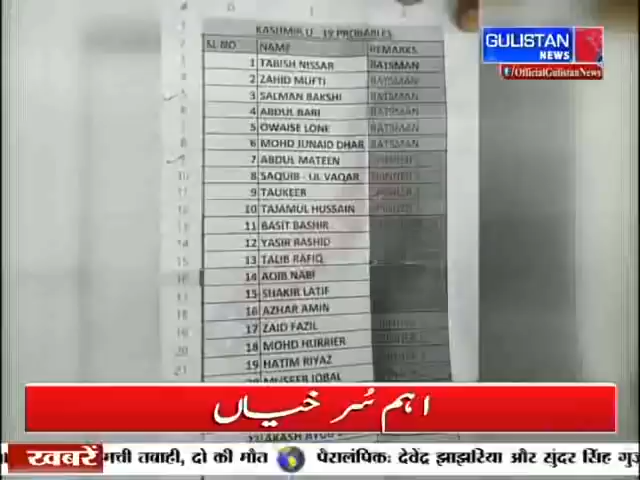 KASHMIR U - 19 PROBABLES
SL NO NAME REMARKS
1 TABISH NISSAR BATSMAN
2 ZAHID MUFTI BATSMAN
3 SALMAN BAKSHI BATSMAN
4 ABDUL BARI BATSMAN
5 OWAISE LONE BATSMAN
6 MOHD JUNAID DHAR BATSMAN
7 ABDUL MATEEN
8 SAQUIB - UL VAQAR
9 TAUKEER
10 TAJAMUL HUSSAIN
11 BASIT BASHIR
12 YASIR RASHID
13 TALIB RAFIQ
14 AQIB NABI
15 SHAKIR LATIF
16 AZHAR AMIN
17 ZAID FAZIL
18 MOHD HURRIER
19 HATIM RIYAZ
IQBAL
AKASH
GULISTAN
NEWS
/OfficialGulistanNews
اہم سُرخیاں
खबरें मची तबाही, दो की मौत पैरालंपिक: देवेंद्र झाझरिया और सुंदर सिंह गुज